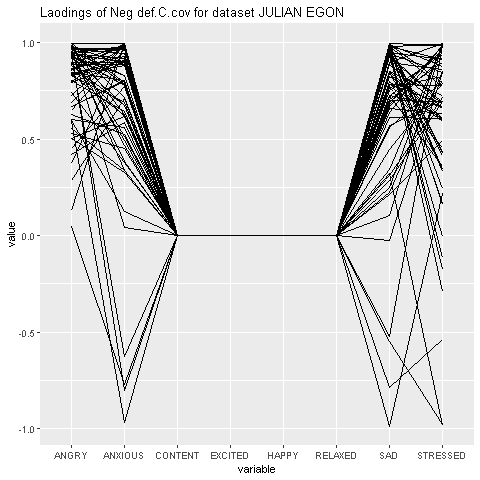 Laodings of Neg def.C.cov for dataset JULIAN EGON
1.0
0.5
0.0
-0.5
-1.0
value
ANGRY ANXIOUS CONTENT EXCITED HAPPY RELAXED SAD STRESSED
variable